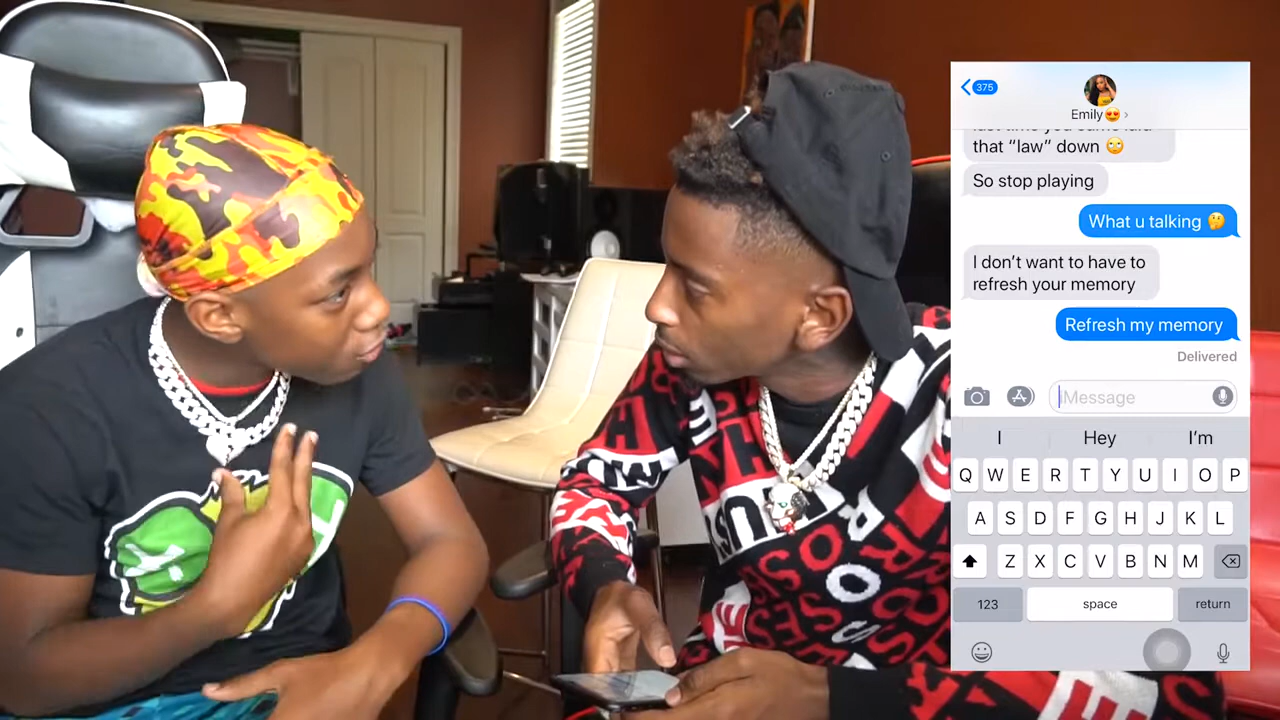 375
Emily😍 ›
that “law” down 🙄
So stop playing
What u talking 🤔
I don’t want to have to
refresh your memory
Refresh my memory
Delivered
iMessage
I Hey I’m
Q W E R T Y U I O P
A S D F G H J K L
Z X C V B N M
123 space return